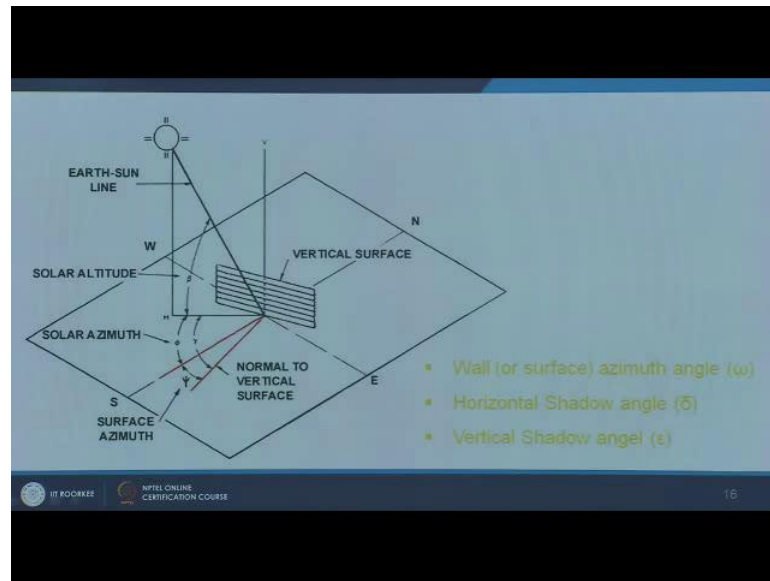 EARTH-SUN
LINE
W
N
VERTICAL SURFACE
SOLAR ALTITUDE
β
H
SOLAR AZIMUTH
NORMAL TO
VERTICAL
SURFACE
E
S
SURFACE
AZIMUTH
Wall (or surface) azimuth angle (ω)
Horizontal Shadow angle (δ)
Vertical Shadow angel (ε)
IIT ROORKEE
NPTEL ONLINE
CERTIFICATION COURSE
16